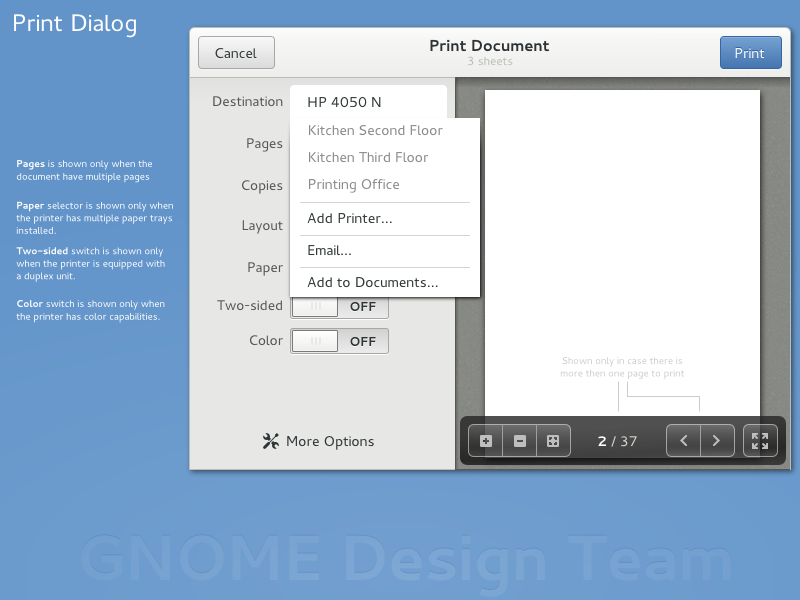 Print Dialog
Cancel
Print Document
3 sheets
Print
Destination
HP 4050 N
Kitchen Second Floor
Kitchen Third Floor
Printing Office
Add Printer...
Email...
Add to Documents...
Pages
Copies
Layout
Paper
Two-sided
OFF
Color
OFF
More Options
Pages is shown only when the
document have multiple pages
Paper selector is shown only when
the printer has multiple paper trays
installed.
Two-sided switch is shown only
when the printer is equipped with
a duplex unit.
Color switch is shown only when
the printer has color capabilities.
Shown only in case there is
more then one page to print
2 / 37
GNOME Design Team